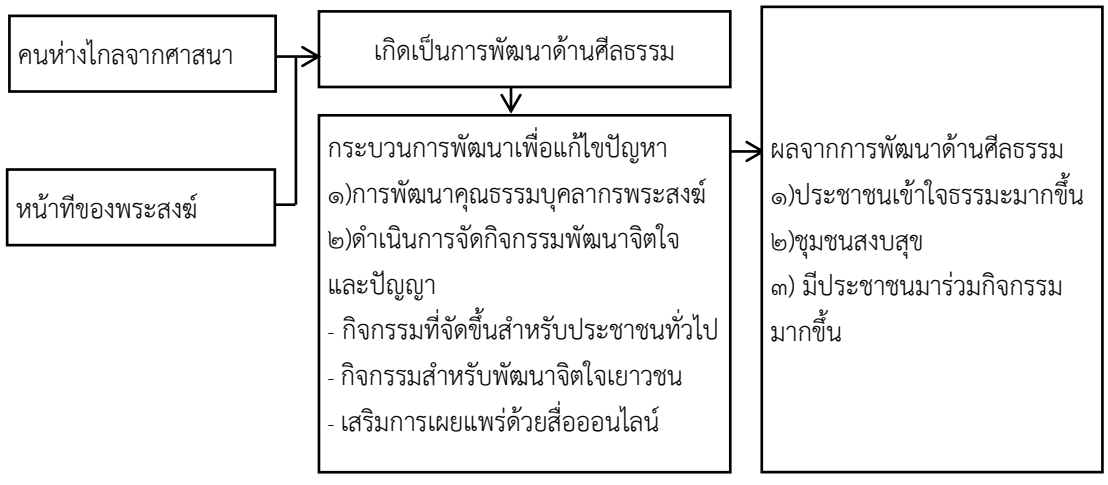 คนห่างไกลจากศาสนา
หน้าที่ของพระสงฆ์
เกิดเป็นการพัฒนาด้านศีลธรรม
กระบวนการพัฒนาเพื่อแก้ไขปัญหา
๑)การพัฒนาคุณธรรมบุคลากรพระสงฆ์
๒)ดำเนินการจัดกิจกรรมพัฒนาจิตใจ
และปัญญา
- กิจกรรมที่จัดขึ้นสำหรับประชาชนทั่วไป
- กิจกรรมสำหรับพัฒนาจิตใจเยาวชน
- เสริมการเผยแพร่ด้วยสื่อออนไลน์
ผลจากการพัฒนาด้านศีลธรรม
๑)ประชาชนเข้าใจธรรมะมากขึ้น
๒)ชุมชนสงบสุข
๓) มีประชาชนมาร่วมกิจกรรม
มากขึ้น